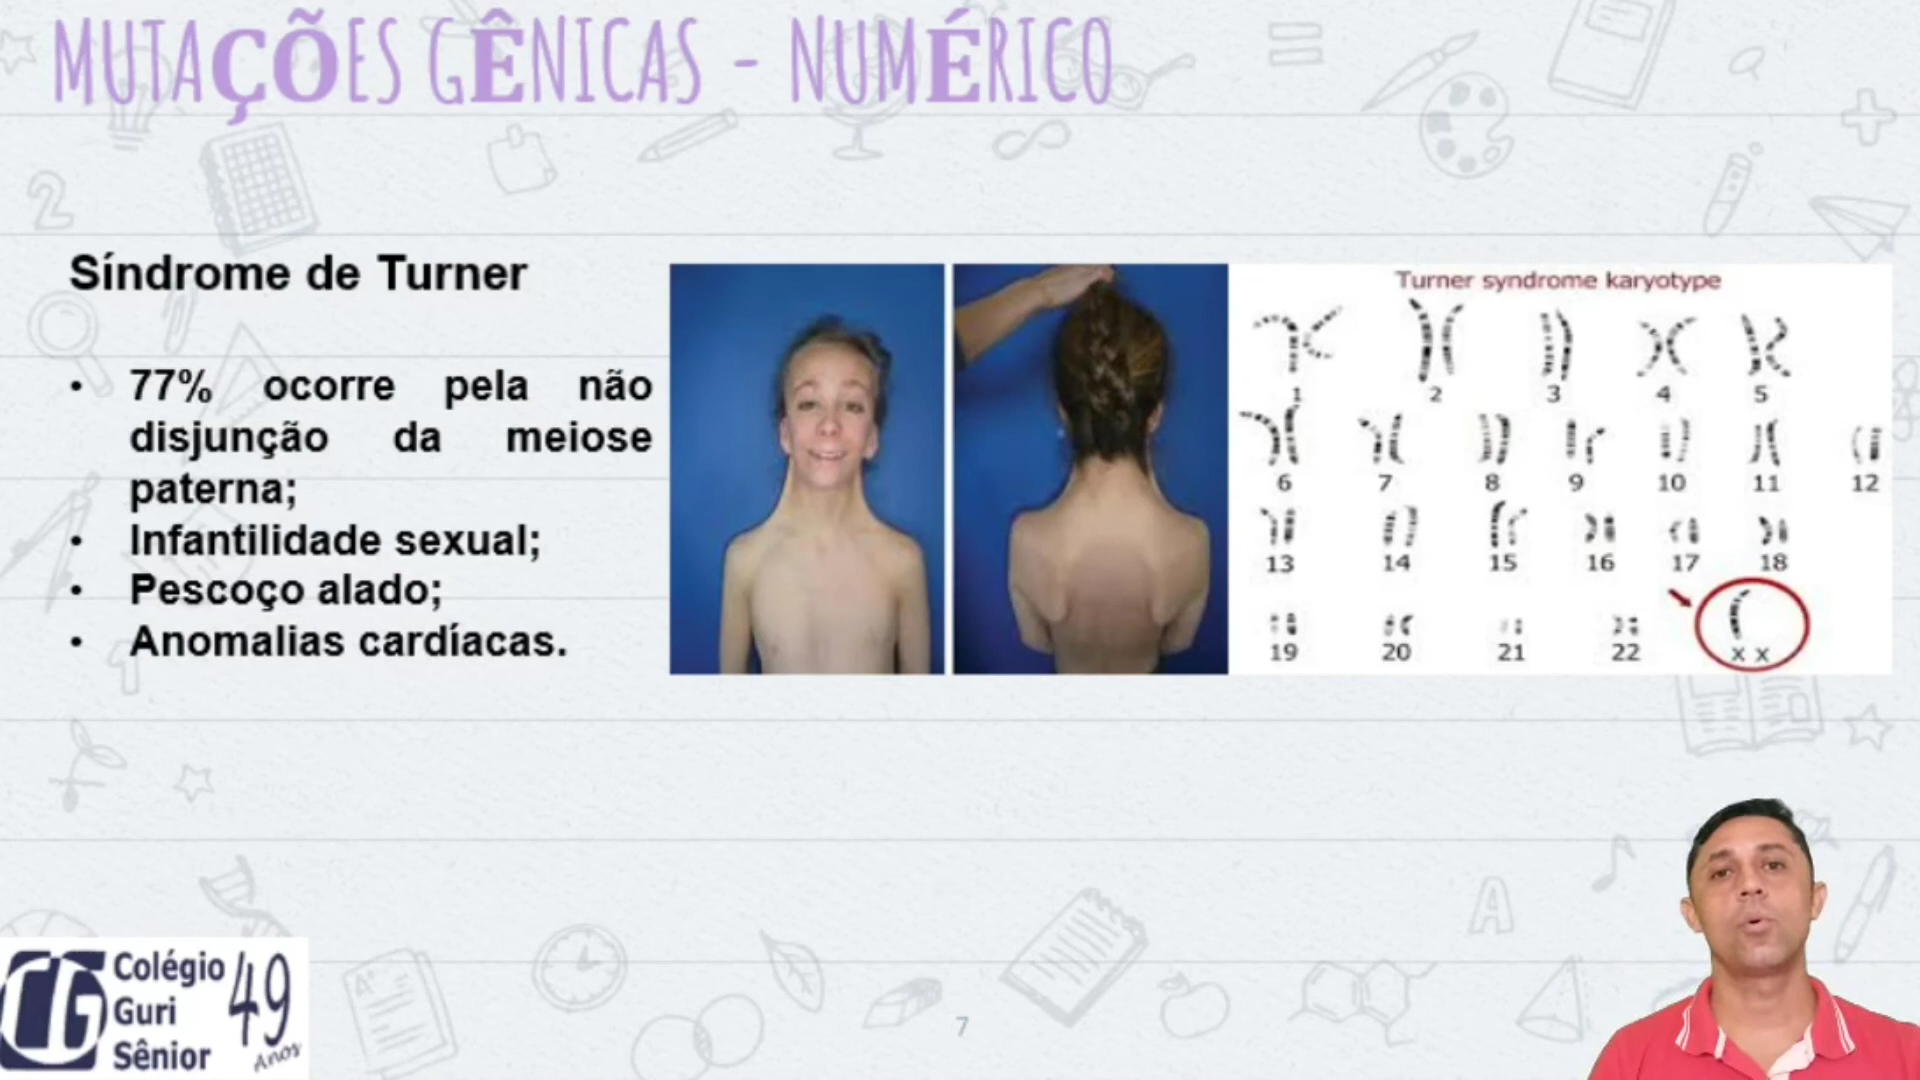 MUTAÇÕES GÊNICAS - NUMÉRICO
Síndrome de Turner
• 77% ocorre pela não
disjunção da meiose
paterna;
• Infantilidade sexual;
• Pescoço alado;
• Anomalias cardíacas.
Turner syndrome karyotype
1 2 3 4 5
6 7 8 9 10 11 12
13 14 15 16 17 18
19 20 21 22 X X
Colégio
Guri
Sênior
49
Anos
7